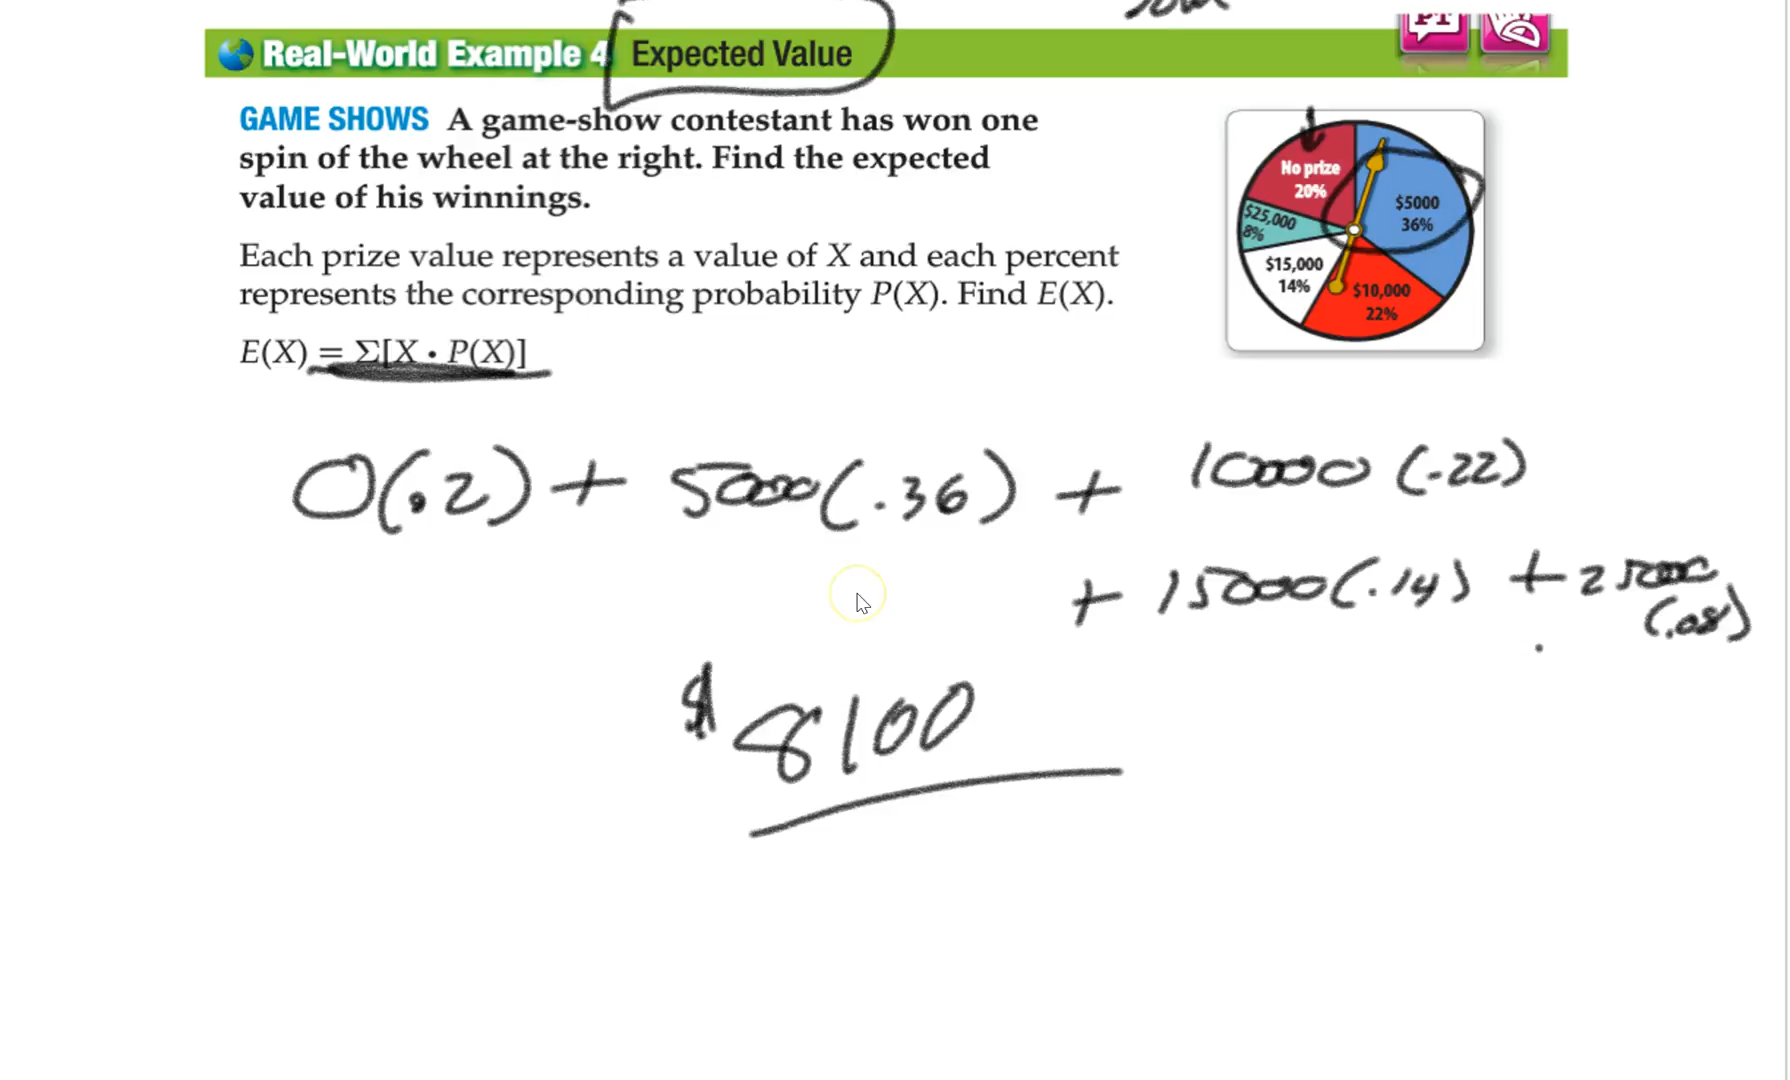 Real-World Example 4 Expected Value
PT
GAME SHOWS A game-show contestant has won one
spin of the wheel at the right. Find the expected
value of his winnings.
Each prize value represents a value of X and each percent
represents the corresponding probability P(X). Find E(X).
E(X) = Σ[X • P(X)]
No prize
20%
$5000
36%
$25,000
8%
$15,000
14%
$10,000
22%
0(.2) + 5000(.36) + 10000(.22)
+ 15000(.14) + 25000
(.08)
$8100